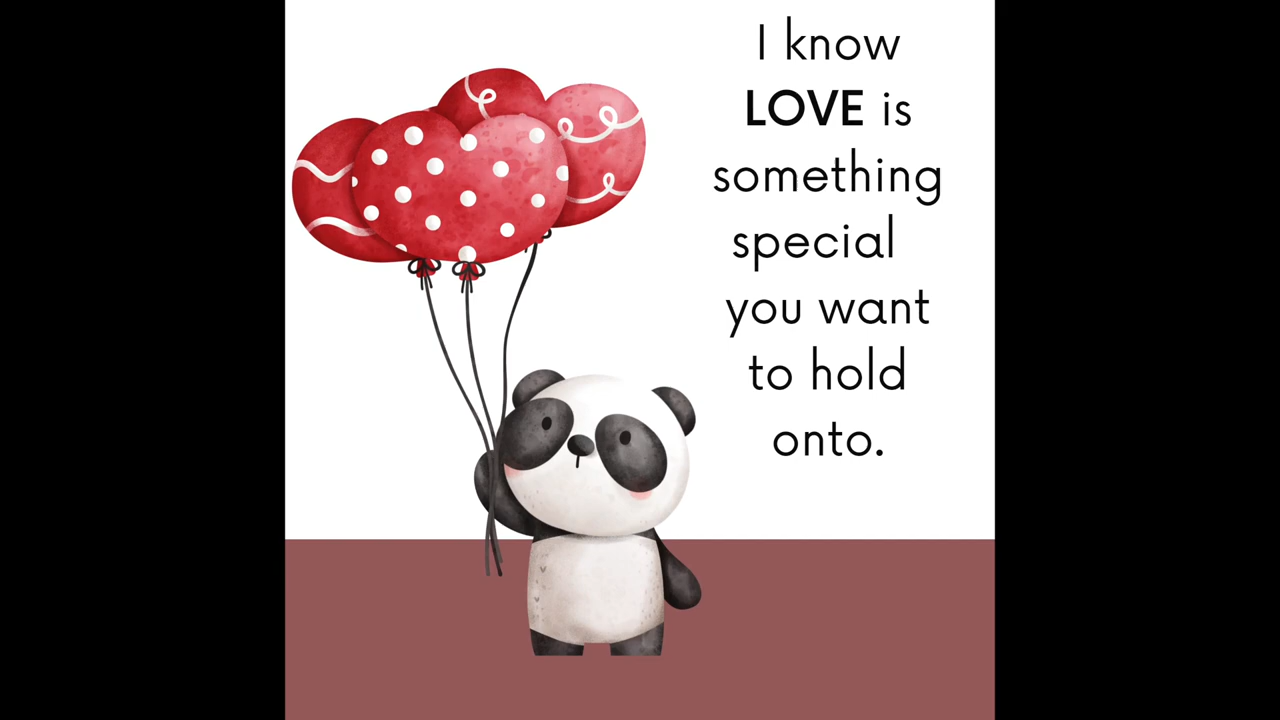 I know
LOVE is
something
special
you want
to hold
onto.